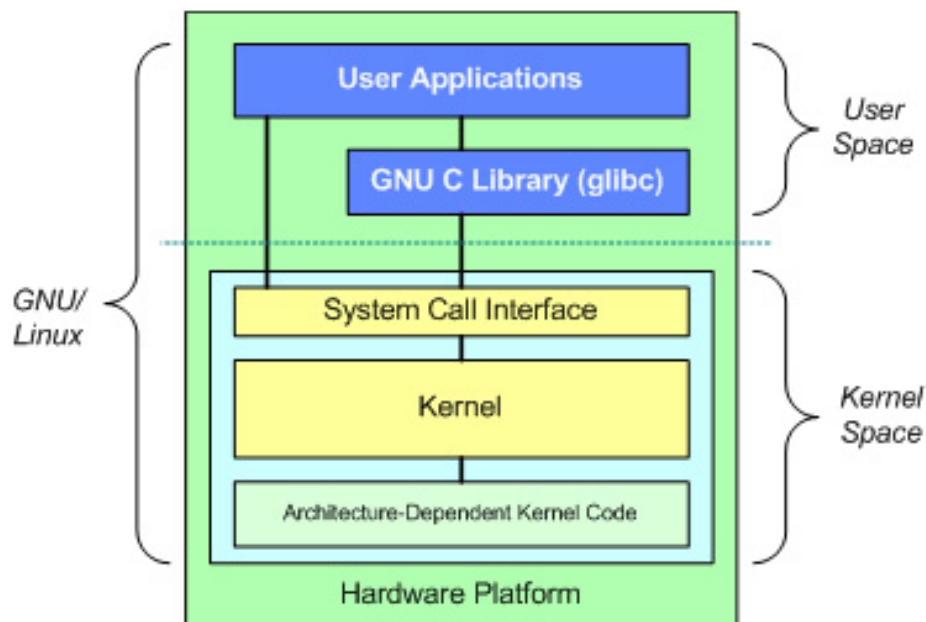 User Applications
User
Space
GNU C Library (glibc)
GNU/
Linux
System Call Interface
Kernel
Kernel
Space
Architecture-Dependent Kernel Code
Hardware Platform